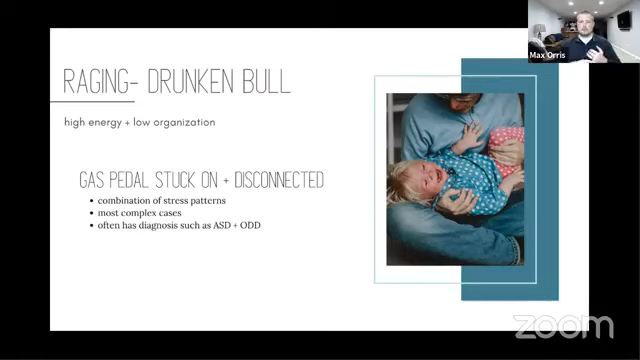 RAGING- DRUNKEN BULL
high energy + low organization
GAS PEDAL STUCK ON + DISCONNECTED
• combination of stress patterns
• most complex cases
• often has diagnosis such as ASD + ODD
Max Orris
zoom